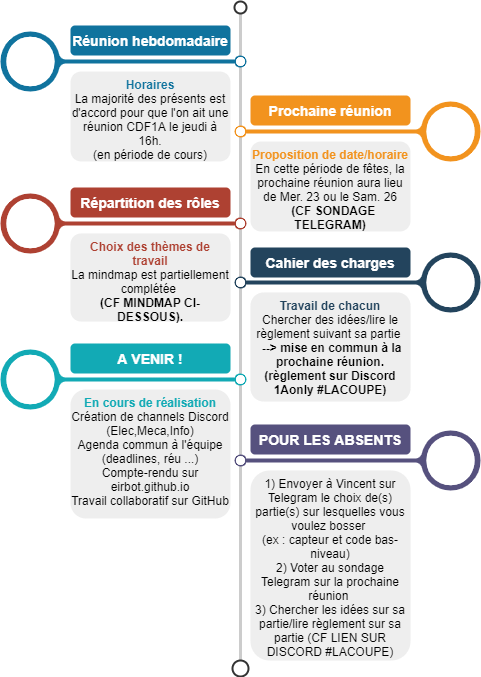 Réunion hebdomadaire
Horaires
La majorité des présents est
d'accord pour que l'on ait une
réunion CDF1A le jeudi à
16h.
(en période de cours)
Prochaine réunion
Proposition de date/horaire
En cette période de fêtes, la
prochaine réunion aura lieu
de Mer. 23 ou le Sam. 26
(CF SONDAGE
TELEGRAM)
Répartition des rôles
Choix des thèmes de
travail
La mindmap est partiellement
complétée
(CF MINDMAP CI-
DESSOUS).
Cahier des charges
Travail de chacun
Chercher des idées/lire le
règlement suivant sa partie
--> mise en commun à la
prochaine réunion.
(règlement sur Discord
1Aonly #LACOUPE)
A VENIR !
En cours de réalisation
Création de channels Discord
(Elec,Meca,Info)
Agenda commun à l'équipe
(deadlines, réu ...)
Compte-rendu sur
eirbot.github.io
Travail collaboratif sur GitHub
POUR LES ABSENTS
1) Envoyer à Vincent sur
Telegram le choix de(s)
partie(s) sur lesquelles vous
voulez bosser
(ex : capteur et code bas-
niveau)
2) Voter au sondage
Telegram sur la prochaine
réunion
3) Chercher les idées sur sa
partie/lire règlement sur sa
partie (CF LIEN SUR
DISCORD #LACOUPE)